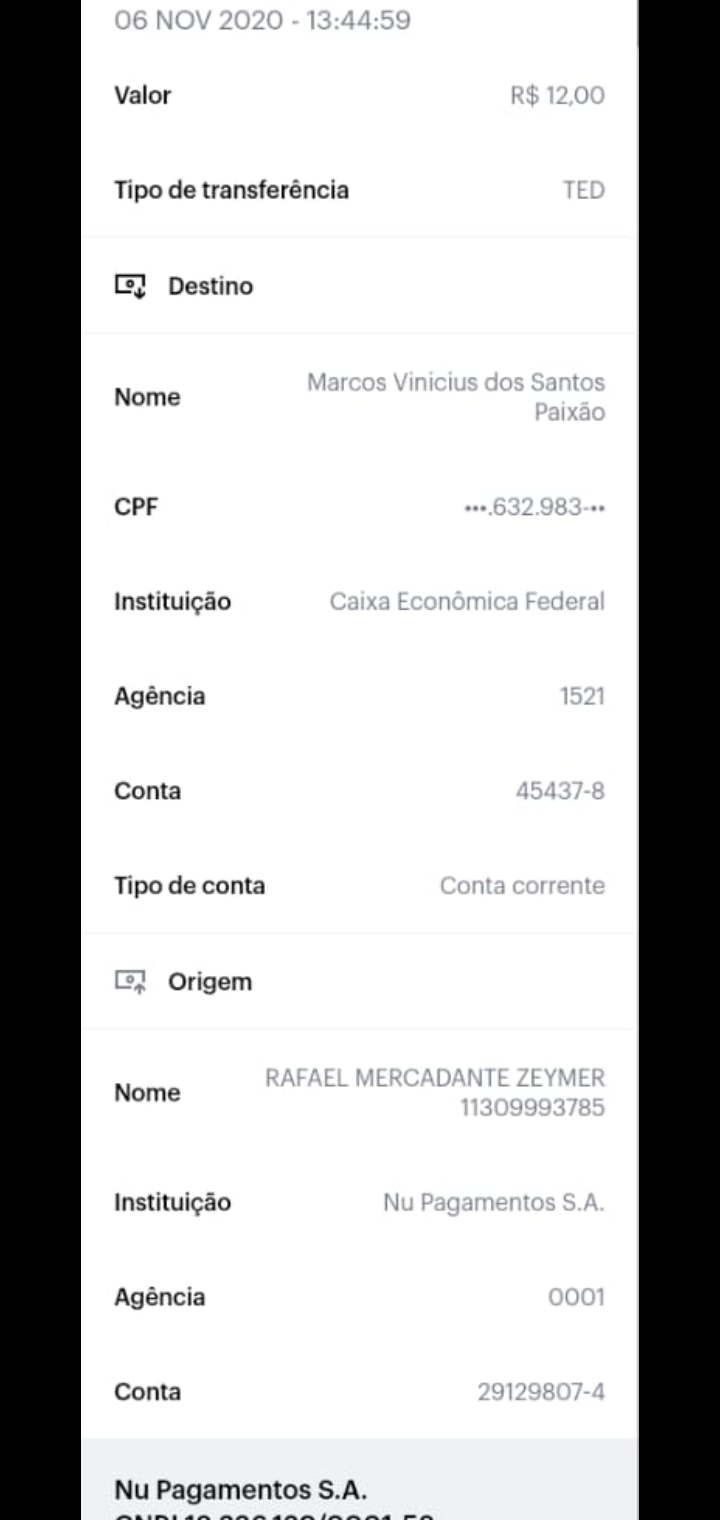 06 NOV 2020 - 13:44:59
Valor R$ 12,00
Tipo de transferência TED
Destino
Nome Marcos Vinicius dos Santos
Paixão
CPF •••.632.983-••
Instituição Caixa Econômica Federal
Agência 1521
Conta 45437-8
Tipo de conta Conta corrente
Origem
Nome RAFAEL MERCADANTE ZEYMER
11309993785
Instituição Nu Pagamentos S.A.
Agência 0001
Conta 29129807-4
Nu Pagamentos S.A.